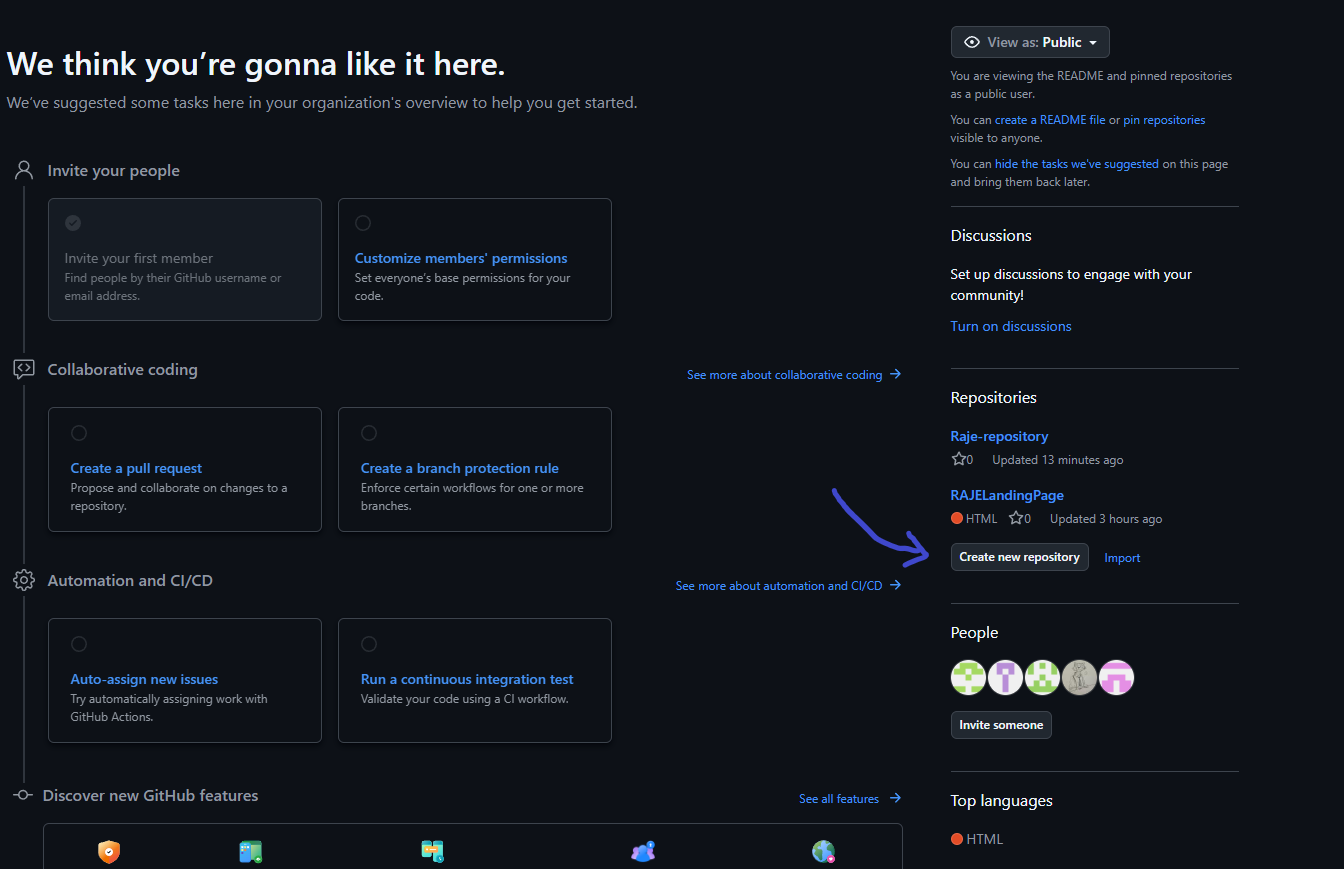 We think you’re gonna like it here.
We’ve suggested some tasks here in your organization's overview to help you get started.
Invite your people
Invite your first member
Find people by their GitHub username or
email address.
Customize members' permissions
Set everyone's base permissions for your
code.
Collaborative coding
See more about collaborative coding
Create a pull request
Propose and collaborate on changes to a
repository.
Create a branch protection rule
Enforce certain workflows for one or more
branches.
Automation and CI/CD
See more about automation and CI/CD
Auto-assign new issues
Try automatically assigning work with
GitHub Actions.
Run a continuous integration test
Validate your code using a CI workflow.
Discover new GitHub features
See all features
View as: Public
You are viewing the README and pinned repositories
as a public user.
You can create a README file or pin repositories
visible to anyone.
You can hide the tasks we've suggested on this page
and bring them back later.
Discussions
Set up discussions to engage with your
community!
Turn on discussions
Repositories
Raje-repository
0 Updated 13 minutes ago
RAJELandingPage
HTML 0 Updated 3 hours ago
Create new repository Import
People
Invite someone
Top languages
HTML